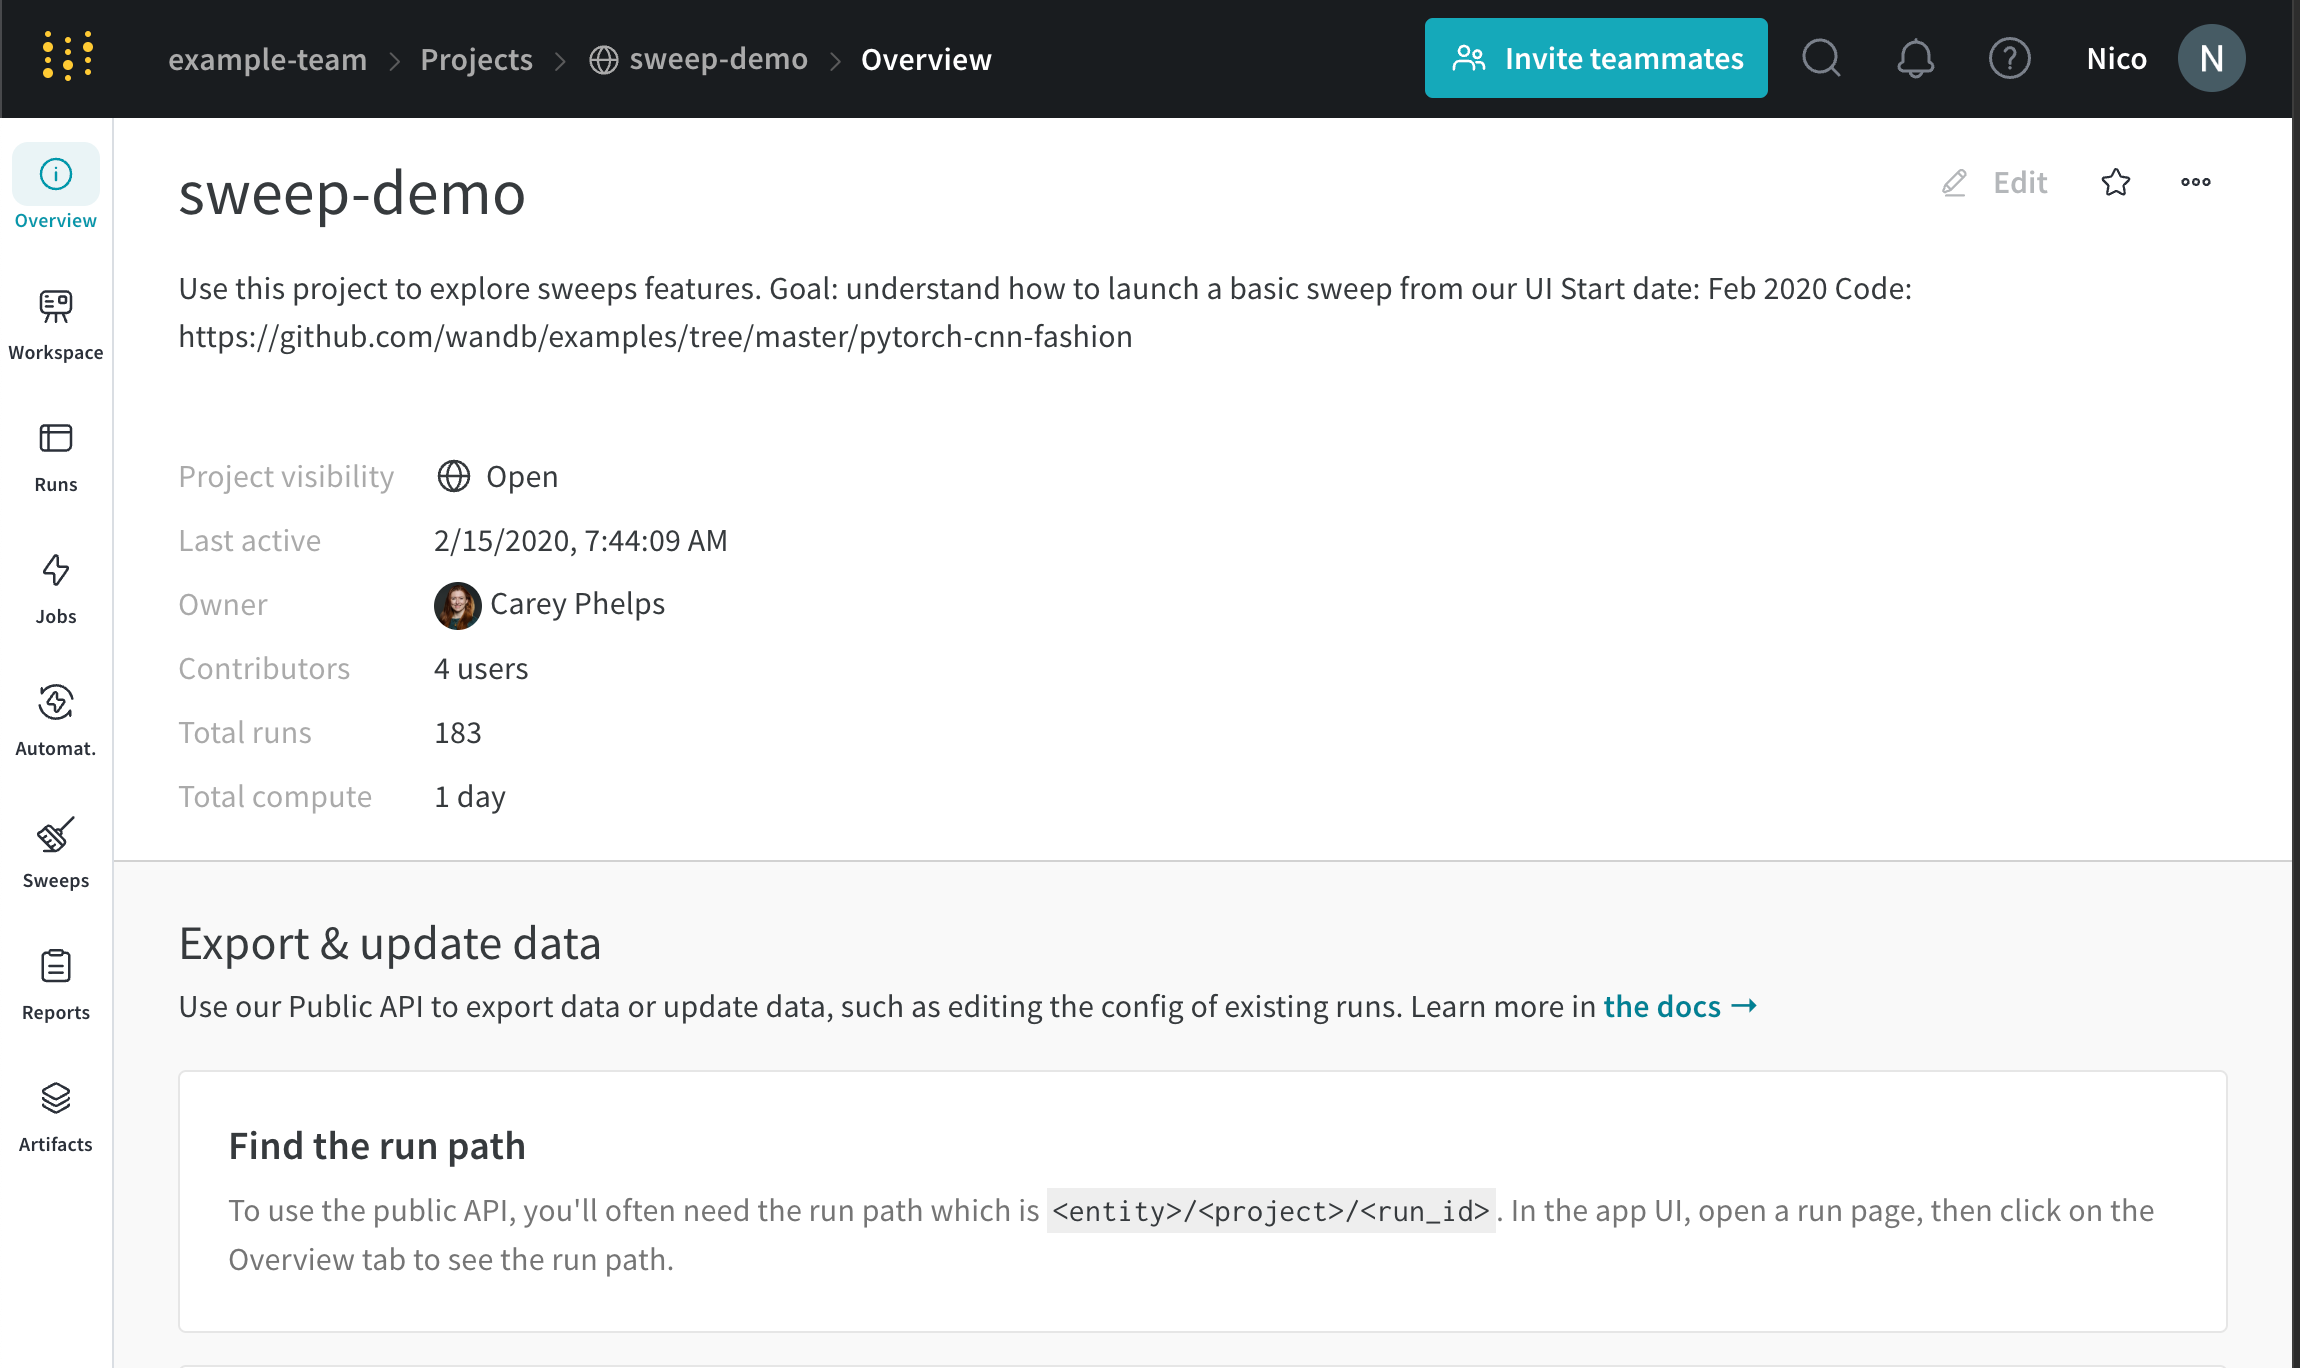 example-team > Projects > sweep-demo > Overview
Invite teammates
Nico
N
Overview
Workspace
Runs
Jobs
Automat.
Sweeps
Reports
Artifacts
sweep-demo
Edit
Use this project to explore sweeps features. Goal: understand how to launch a basic sweep from our UI Start date: Feb 2020 Code:
https://github.com/wandb/examples/tree/master/pytorch-cnn-fashion
Project visibility Open
Last active 2/15/2020, 7:44:09 AM
Owner Carey Phelps
Contributors 4 users
Total runs 183
Total compute 1 day
Export & update data
Use our Public API to export data or update data, such as editing the config of existing runs. Learn more in the docs →
Find the run path
To use the public API, you'll often need the run path which is <entity>/<project>/<run_id>. In the app UI, open a run page, then click on the
Overview tab to see the run path.